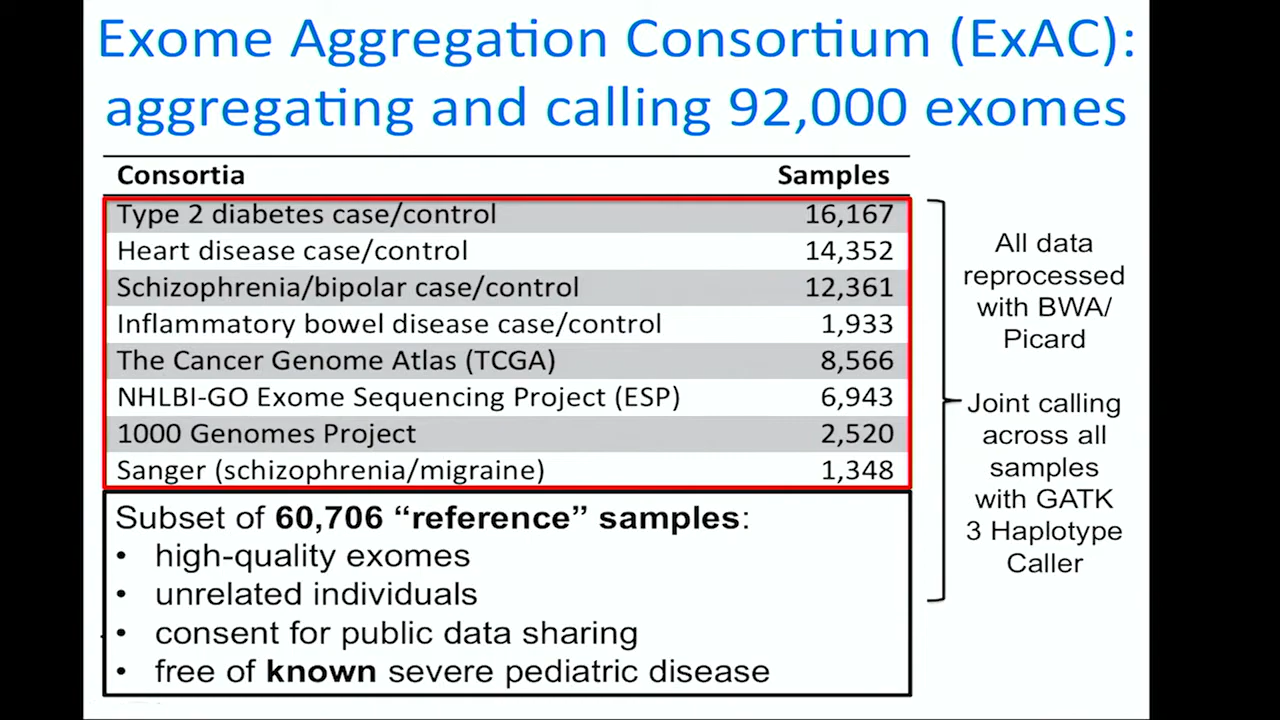 Exome Aggregation Consortium (ExAC):
aggregating and calling 92,000 exomes
Consortia Samples
Type 2 diabetes case/control 16,167
Heart disease case/control 14,352
Schizophrenia/bipolar case/control 12,361
Inflammatory bowel disease case/control 1,933
The Cancer Genome Atlas (TCGA) 8,566
NHLBI-GO Exome Sequencing Project (ESP) 6,943
1000 Genomes Project 2,520
Sanger (schizophrenia/migraine) 1,348
Subset of 60,706 “reference” samples:
• high-quality exomes
• unrelated individuals
• consent for public data sharing
• free of known severe pediatric disease
All data
reprocessed
with BWA/
Picard
Joint calling
across all
samples
with GATK
3 Haplotype
Caller